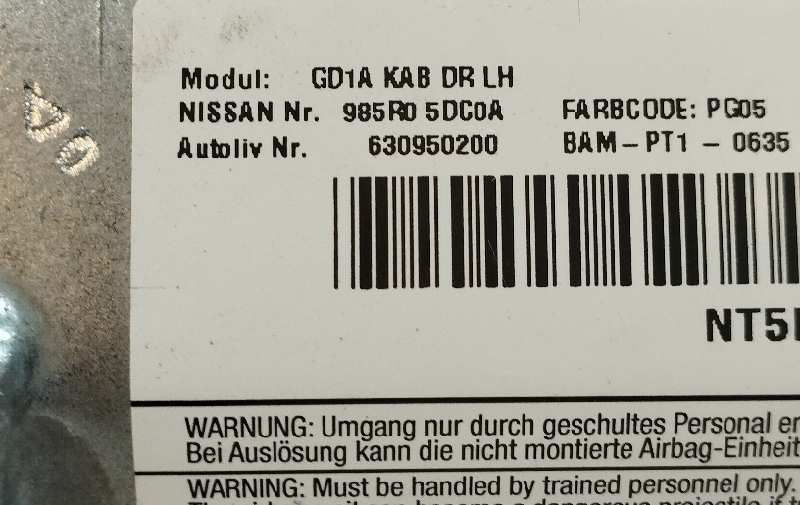 Modul: GD1A KAB DR LH
NISSAN Nr. 985R0 5DC0A FARBCODE: PG05
Autoliv Nr. 630950200 BAM-PT1 - 0635
NT5
WARNUNG: Umgang nur durch geschultes Personal er
Bei Auslösung kann die nicht montierte Airbag-Einheit
WARNING: Must be handled by trained personnel only.